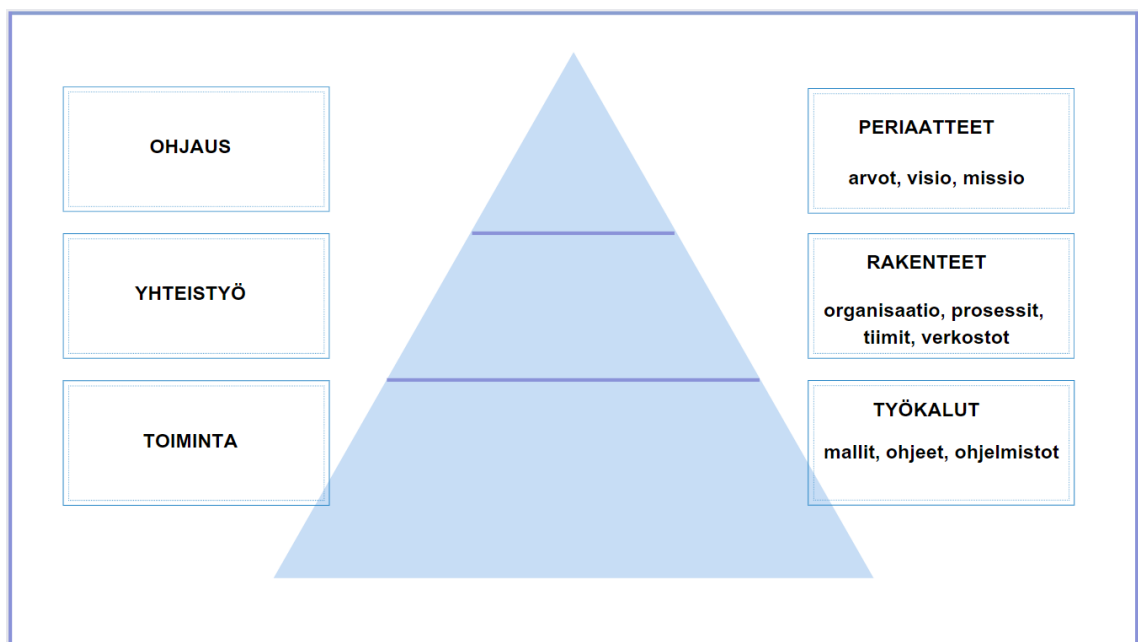 OHJAUS
PERIAATTEET
arvot, visio, missio
YHTEISTYÖ
RAKENTEET
organisaatio, prosessit,
tiimit, verkostot
TOIMINTA
TYÖKALUT
mallit, ohjeet, ohjelmistot